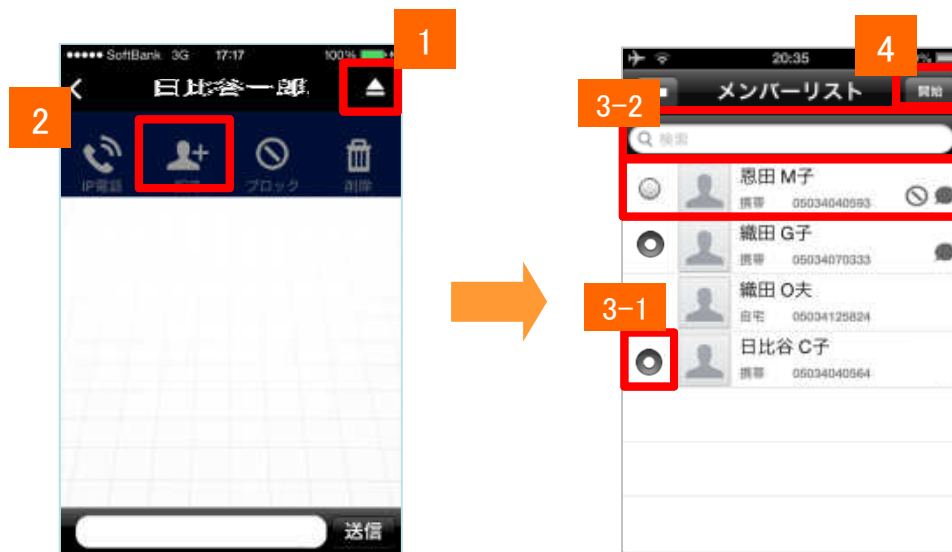 1
●●●●● SoftBank 3G 17:17 100%
日比谷一郎
2
IP電話 招待 ブロック 削除
送信
20:35
4
メンバーリスト
開始
3-2
検索
恩田 M子
携帯 05034040593
織田 G子
携帯 05034070333
織田 O夫
自宅 05034125824
3-1
日比谷 C子
携帯 05034040564